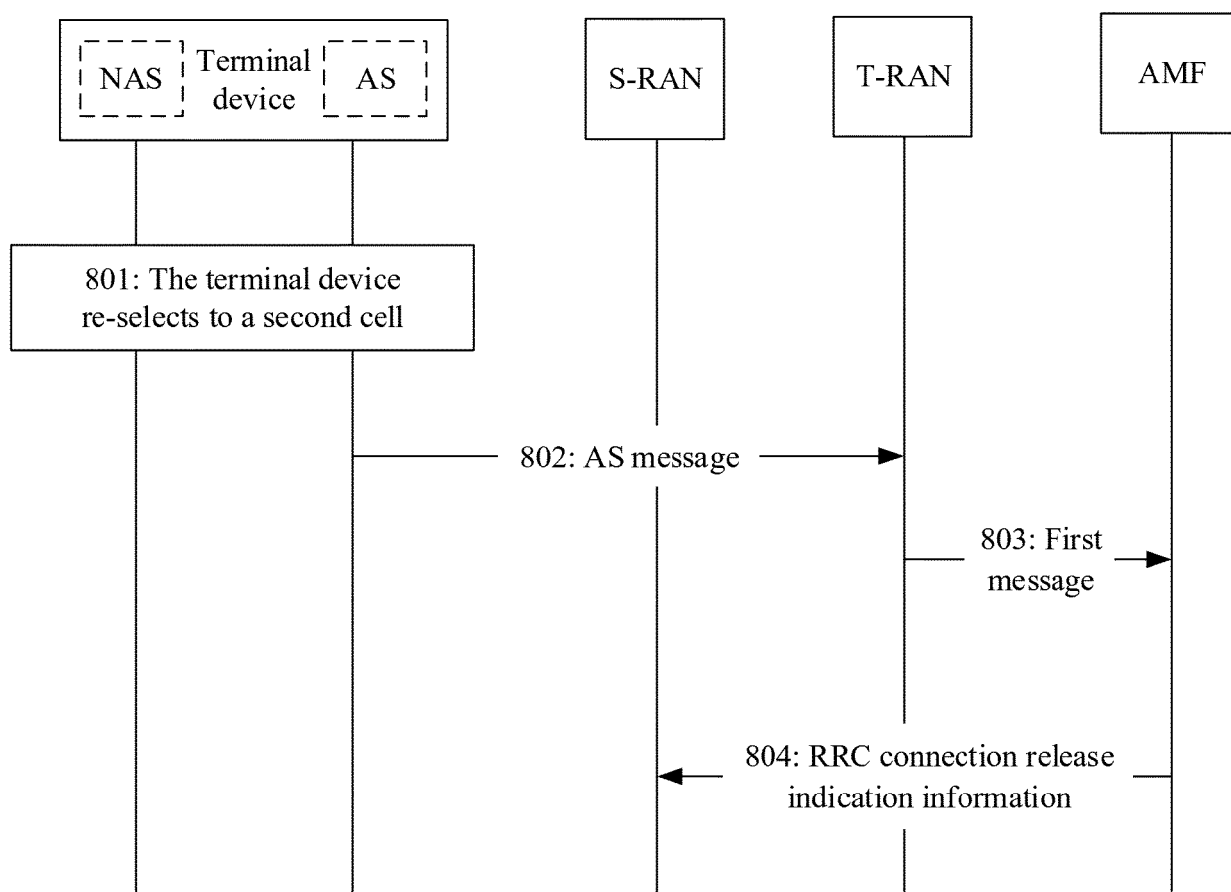 NAS
Terminal
device
AS
S-RAN
T-RAN
AMF
801: The terminal device
re-selects to a second cell
802: AS message
803: First
message
804: RRC connection release
indication information